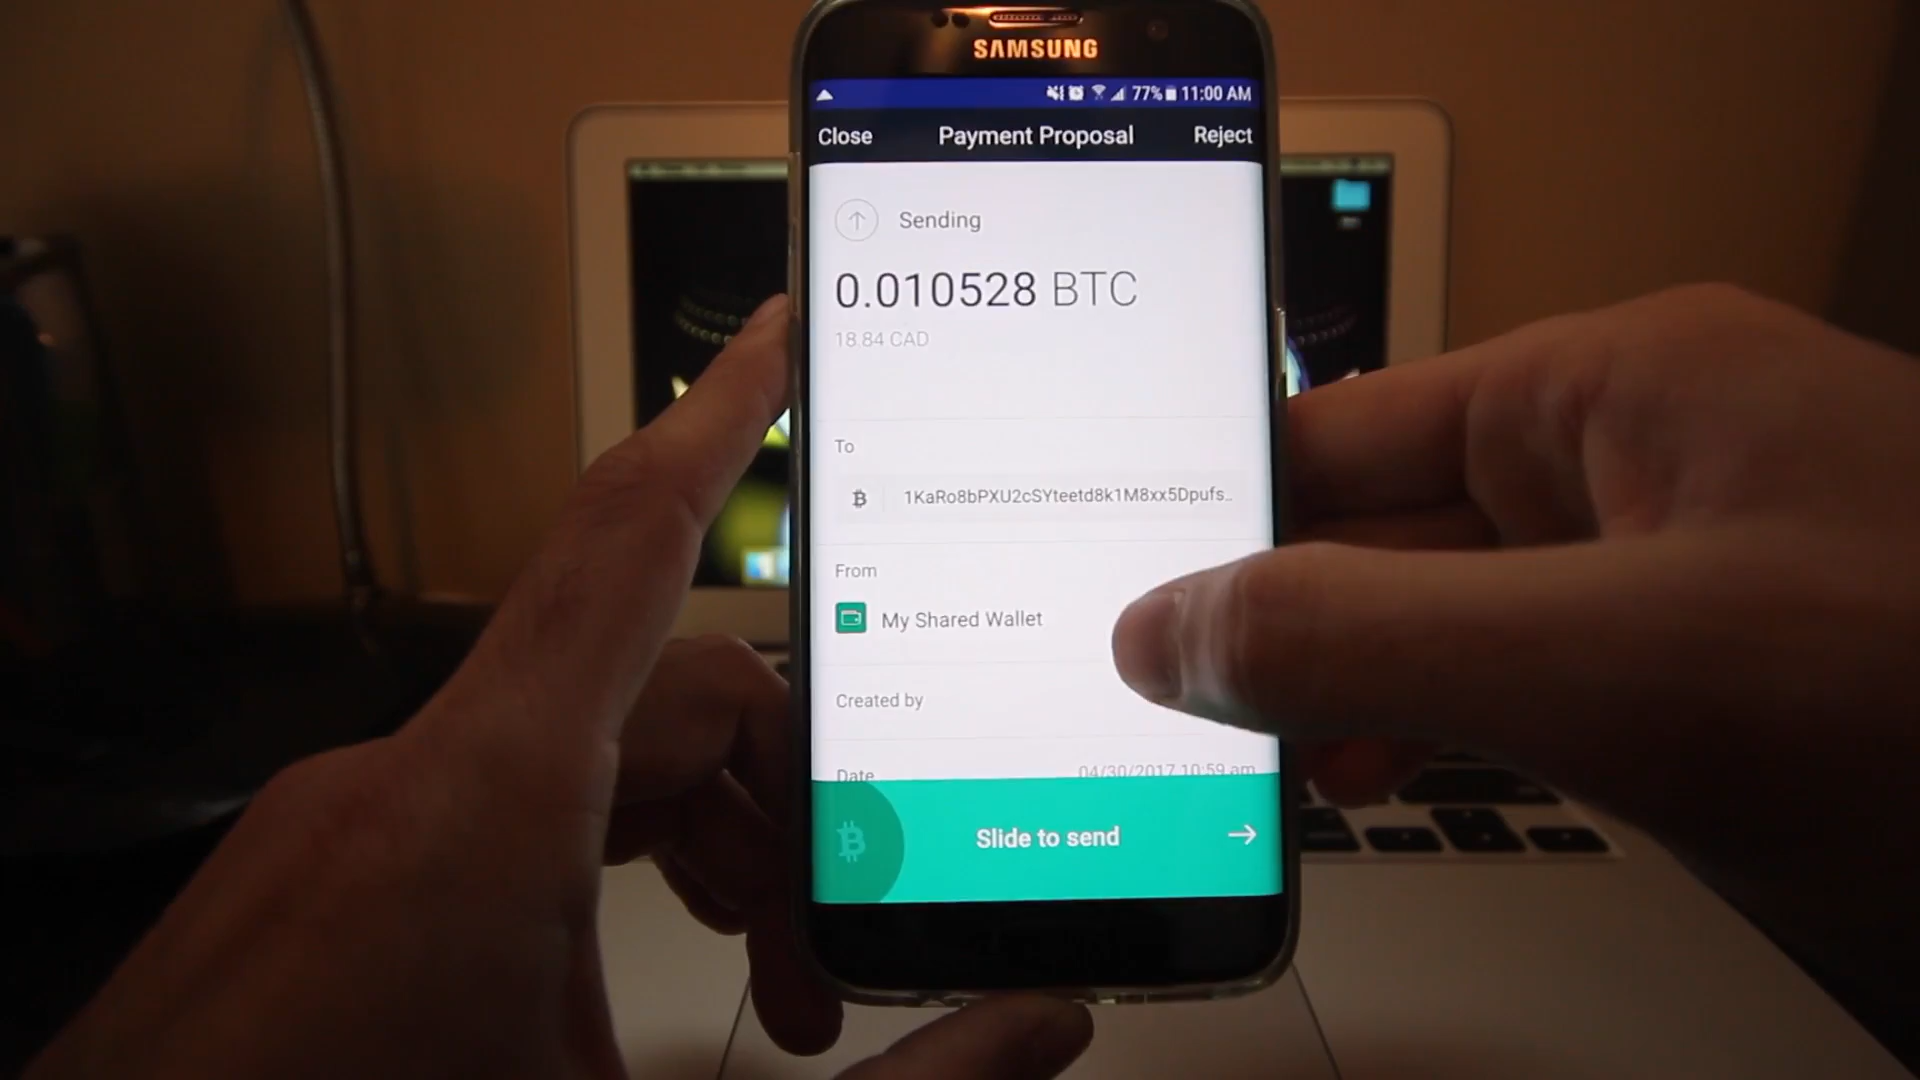 SAMSUNG
77% 11:00 AM
Close Payment Proposal Reject
Sending
0.010528 BTC
18.84 CAD
To
1KaRo8bPXU2cSYteetd8k1M8xx5Dpufs..
From
My Shared Wallet
Created by
Date 04/30/2017 10:59 am
Slide to send